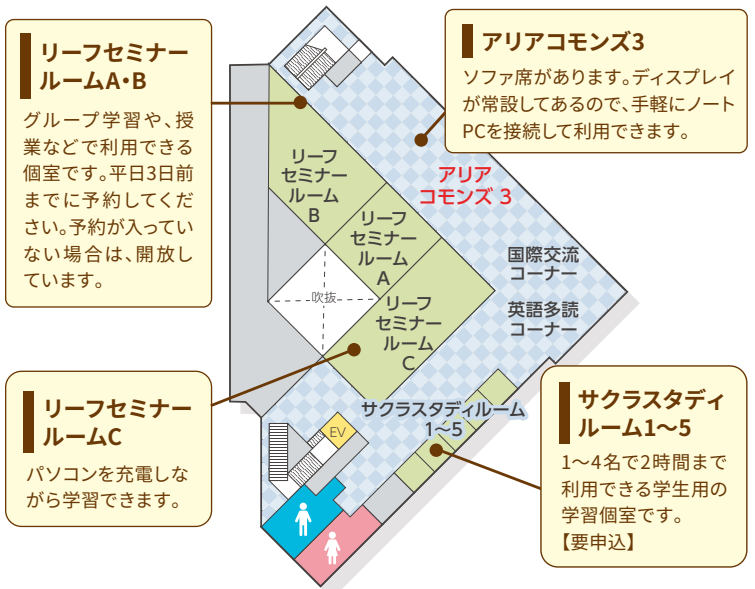 リーフセミナー
ルームA・B
グループ学習や、授
業などで利用できる
個室です。平日3日前
までに予約してくだ
さい。予約が入ってい
ない場合は、開放し
ています。
アリアコモンズ3
ソファ席があります。ディスプレイ
が常設してあるので、手軽にノート
PCを接続して利用できます。
リーフ
セミナー
ルーム
B
アリア
コモンズ 3
リーフ
セミナー
ルーム
A
国際交流
コーナー
吹抜
リーフ
セミナー
ルーム
C
英語多読
コーナー
リーフセミナー
ルームC
パソコンを充電しな
がら学習できます。
サクラスタディルーム
1〜5
EV
サクラスタディ
ルーム1〜5
1〜4名で2時間まで
利用できる学生用の
学習個室です。
【要申込】